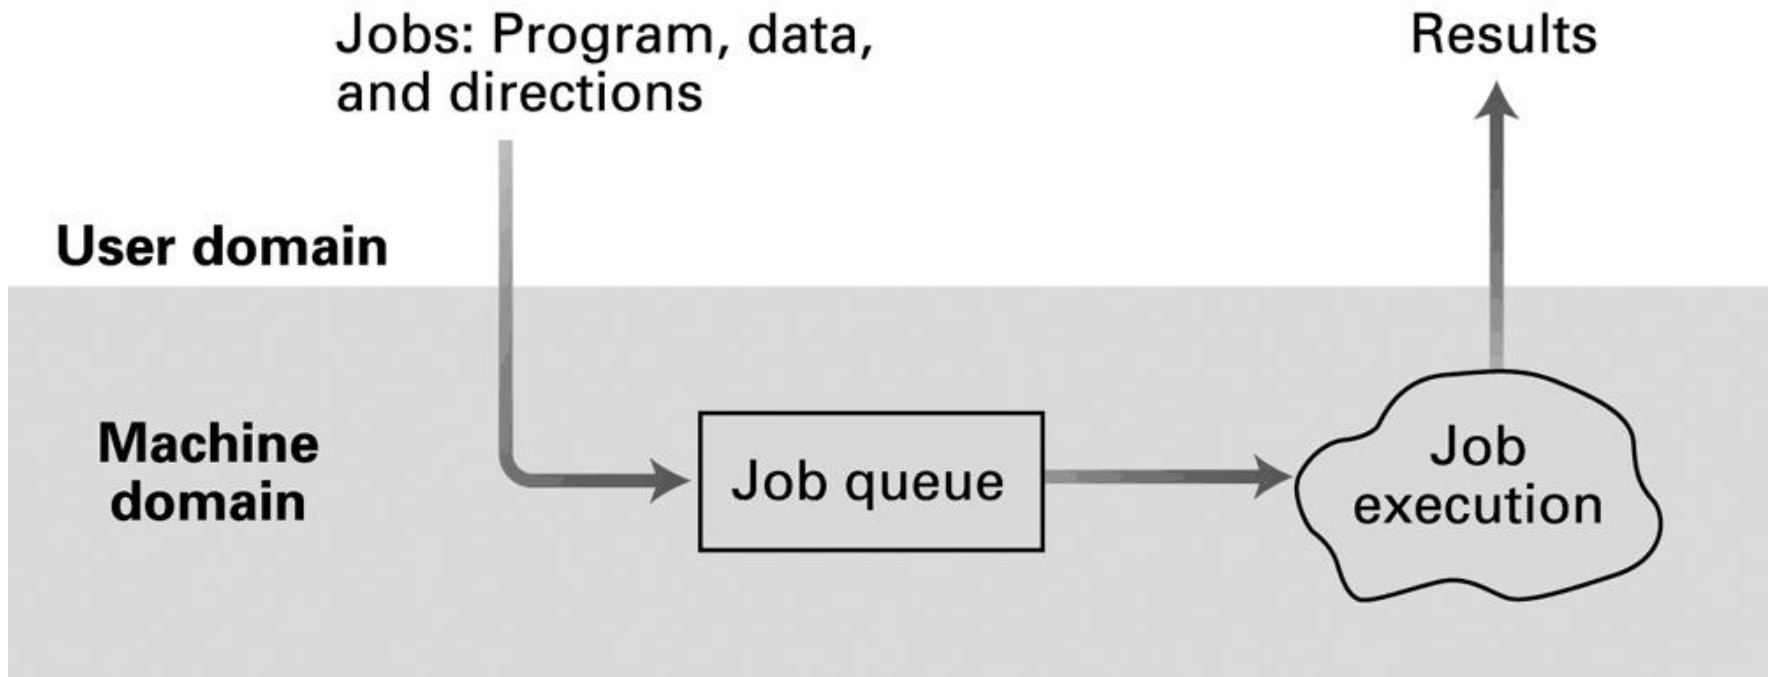 Jobs: Program, data,
and directions
Results
User domain
Machine
domain
Job queue
Job
execution